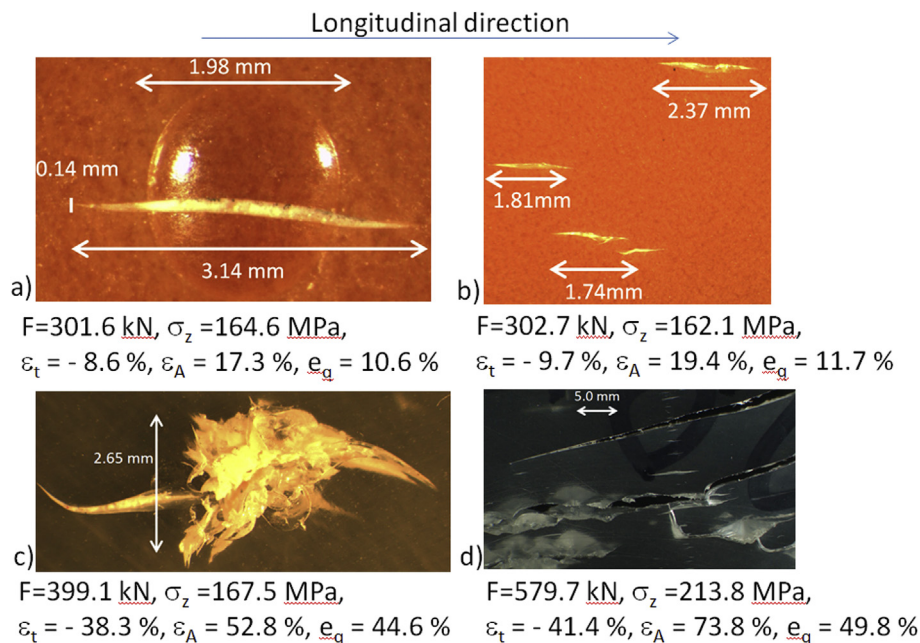 Longitudinal direction
1.98 mm
0.14 mm
3.14 mm
a)
2.37 mm
1.81mm
1.74mm
b)
F=301.6 kN, σz =164.6 MPa,
εt = - 8.6 %, εA = 17.3 %, eq = 10.6 %
F=302.7 kN, σz =162.1 MPa,
εt = - 9.7 %, εA = 19.4 %, eq = 11.7 %
2.65 mm
c)
5.0 mm
d)
F=399.1 kN, σz =167.5 MPa,
εt = - 38.3 %, εA = 52.8 %, eq = 44.6 %
F=579.7 kN, σz =213.8 MPa,
εt = - 41.4 %, εA = 73.8 %, eq = 49.8 %